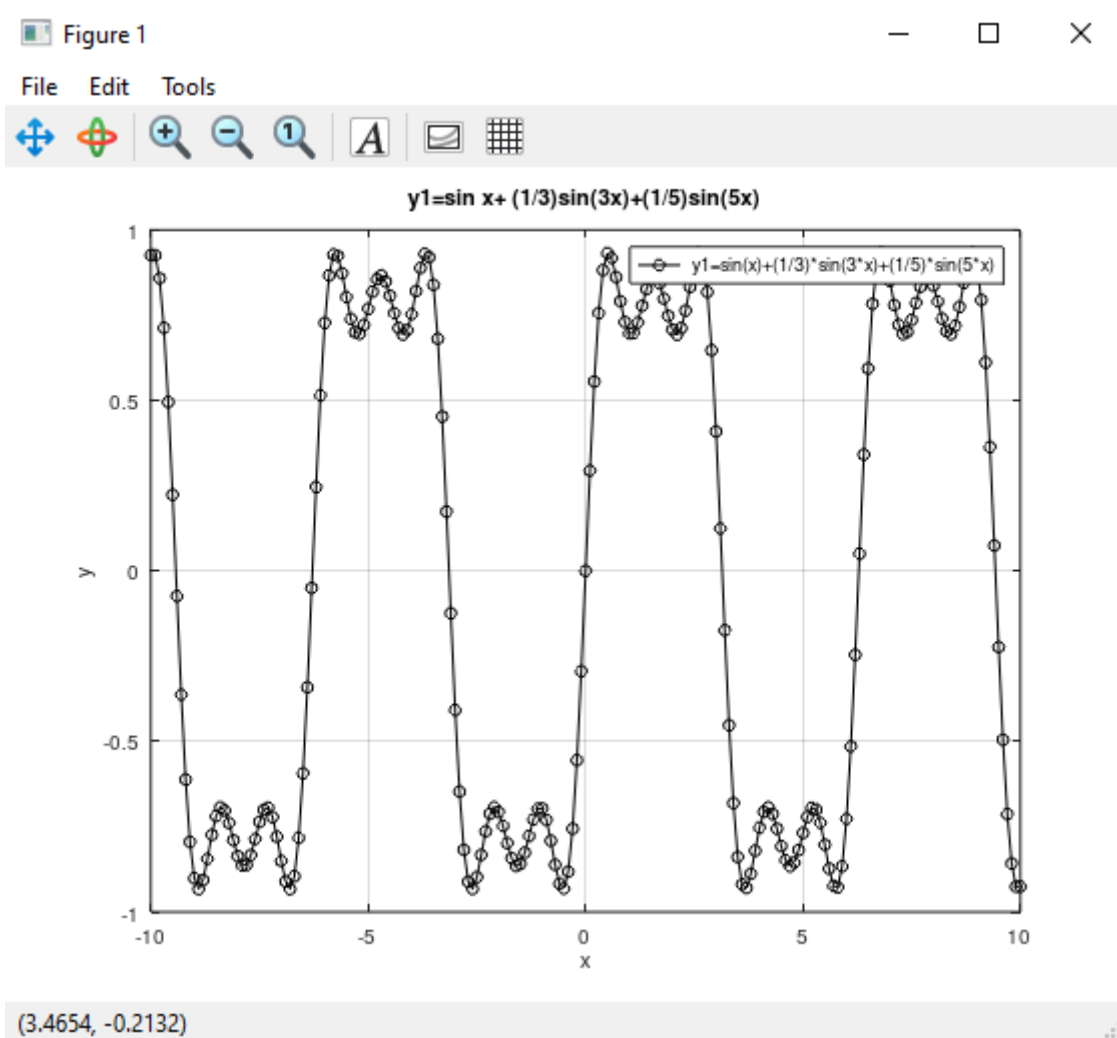 Figure 1
File Edit Tools
1
A
y1=sin x+ (1/3)sin(3x)+(1/5)sin(5x)
y1=sin(x)+(1/3)*sin(3*x)+(1/5)*sin(5*x)
1
0.5
0
-0.5
-1
y
-10 -5 0 5 10
x
(3.4654, -0.2132)